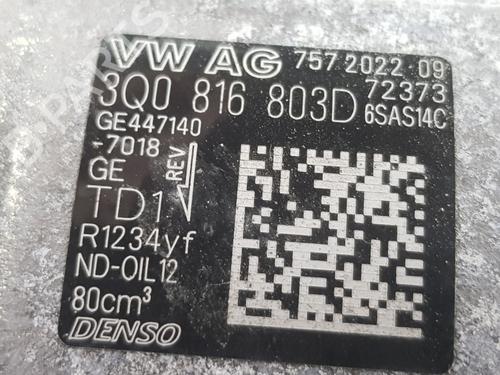 VW AG 757 2022 09
3Q0 816 803D 72373
6SAS14C
GE447140
-7018
GE
REV
TD1
R1234yf
ND-OIL12
80cm³
DENSO